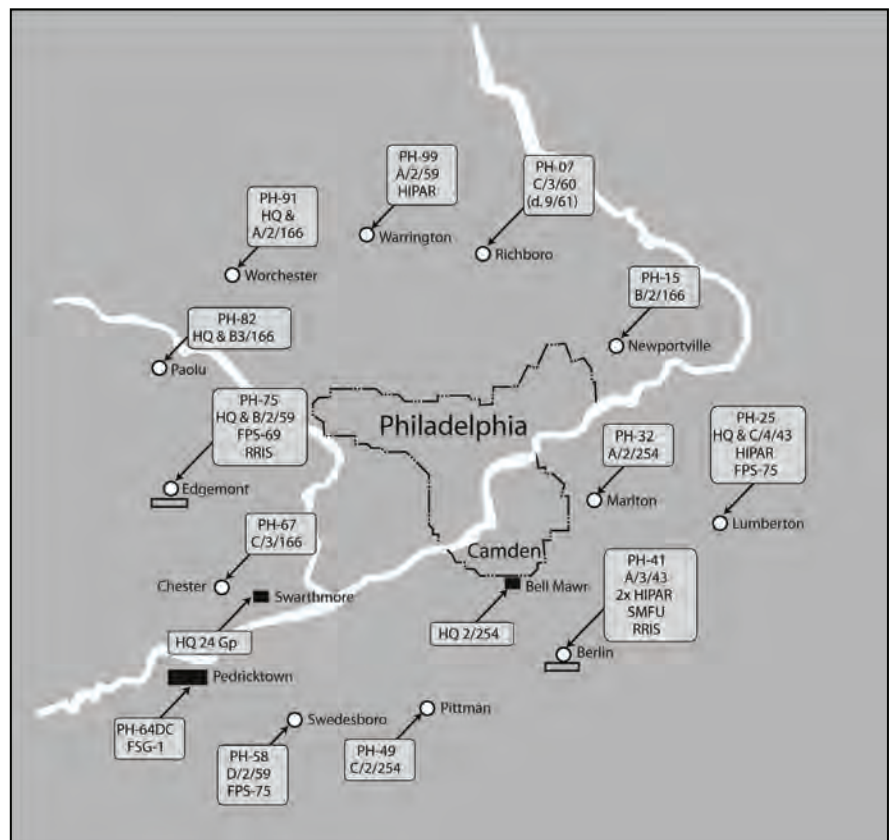 PH-99
A/2/59
HIPAR
Warrington
PH-07
C/3/60
(d. 9/61)
Richboro
PH-91
HQ &
A/2/166
Worchester
PH-15
B/2/166
Newportville
PH-82
HQ & B3/166
Paolu
PH-75
HQ & B/2/59
FPS-69
RRIS
Edgemont
Philadelphia
PH-32
A/2/254
Marlton
PH-25
HQ & C/4/43
HIPAR
FPS-75
Lumberton
PH-67
C/3/166
Chester
Swarthmore
HQ 24 Gp
Camden
Bell Mawr
HQ 2/254
PH-41
A/3/43
2x HIPAR
SMFU
RRIS
Berlin
Pedricktown
PH-64DC
FSG-1
Swedesboro
PH-58
D/2/59
FPS-75
Pittman
PH-49
C/2/254